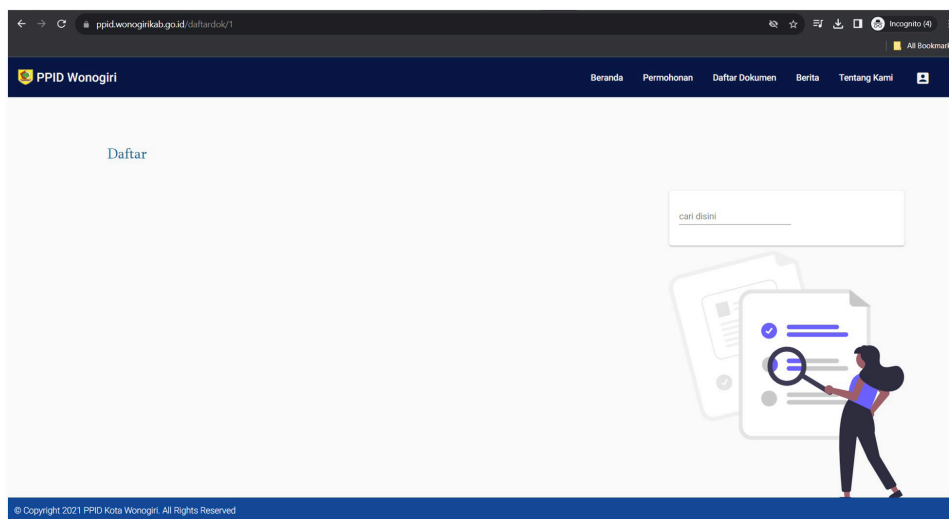 ppid.wonogirikab.go.id/daftardok/1
Incognito (4)
All Bookmark
PPID Wonogiri
Beranda Permohonan Daftar Dokumen Berita Tentang Kami
Daftar
cari disini
© Copyright 2021 PPID Kota Wonogiri. All Rights Reserved